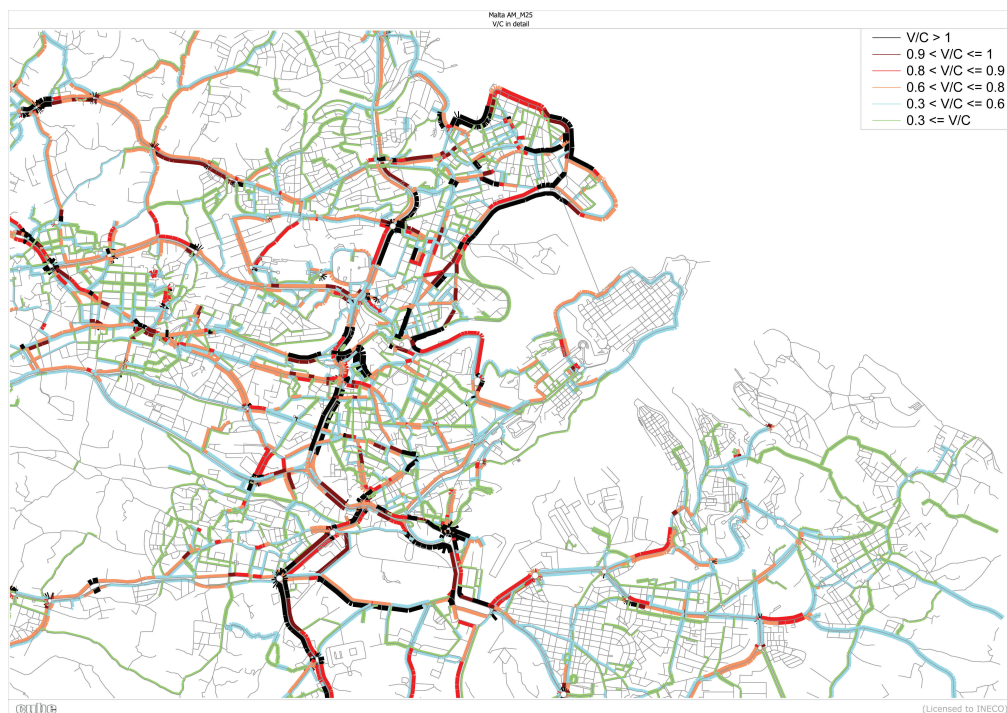 Malta AM_M25
V/C in detail
V/C > 1
0.9 < V/C <= 1
0.8 < V/C <= 0.9
0.6 < V/C <= 0.8
0.3 < V/C <= 0.6
0.3 <= V/C
(Licensed to INECO)